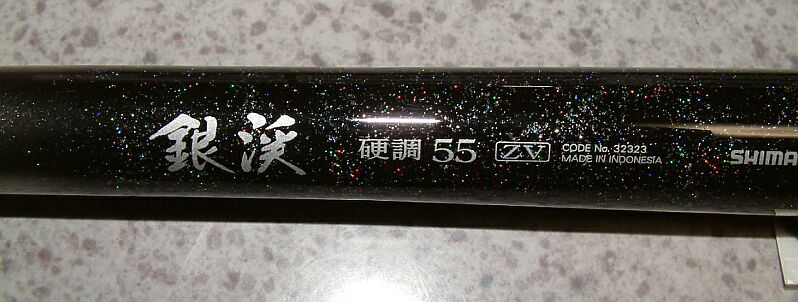 銀渓
硬調 55
ZV
CODE No. 32323
MADE IN INDONESIA
SHIMA